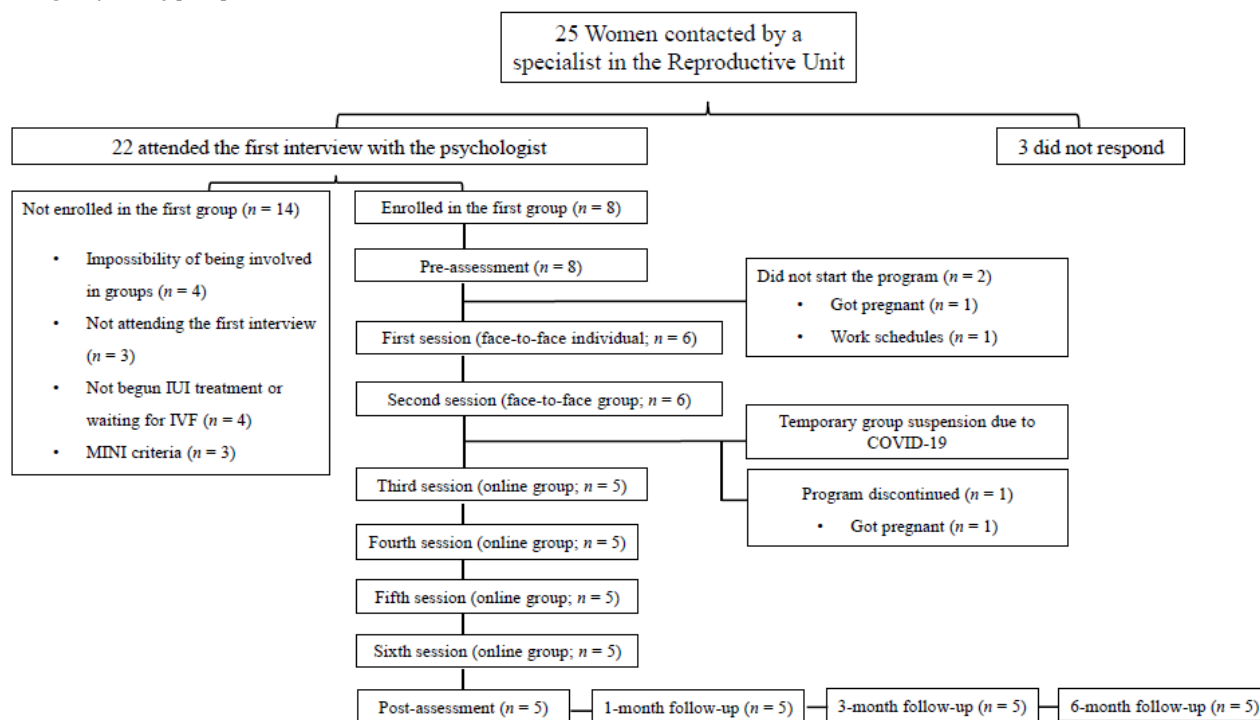 25 Women contacted by a
specialist in the Reproductive Unit
22 attended the first interview with the psychologist
3 did not respond
Not enrolled in the first group (n = 14)
• Impossibility of being involved
in groups (n = 4)
• Not attending the first interview
(n = 3)
• Not begun IUI treatment or
waiting for IVF (n = 4)
• MINI criteria (n = 3)
Enrolled in the first group (n = 8)
Pre-assessment (n = 8)
Did not start the program (n = 2)
• Got pregnant (n = 1)
• Work schedules (n = 1)
First session (face-to-face individual; n = 6)
Second session (face-to-face group; n = 6)
Temporary group suspension due to
COVID-19
Program discontinued (n = 1)
• Got pregnant (n = 1)
Third session (online group; n = 5)
Fourth session (online group; n = 5)
Fifth session (online group; n = 5)
Sixth session (online group; n = 5)
Post-assessment (n = 5)
1-month follow-up (n = 5)
3-month follow-up (n = 5)
6-month follow-up (n = 5)